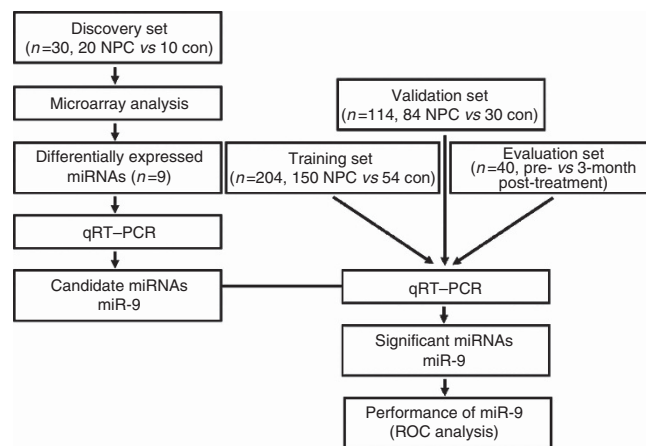 Discovery set
(n=30, 20 NPC vs 10 con)
Microarray analysis
Differentially expressed
miRNAs (n=9)
qRT–PCR
Candidate miRNAs
miR-9
Validation set
(n=114, 84 NPC vs 30 con)
Training set
(n=204, 150 NPC vs 54 con)
Evaluation set
(n=40, pre- vs 3-month
post-treatment)
qRT–PCR
Significant miRNAs
miR-9
Performance of miR-9
(ROC analysis)